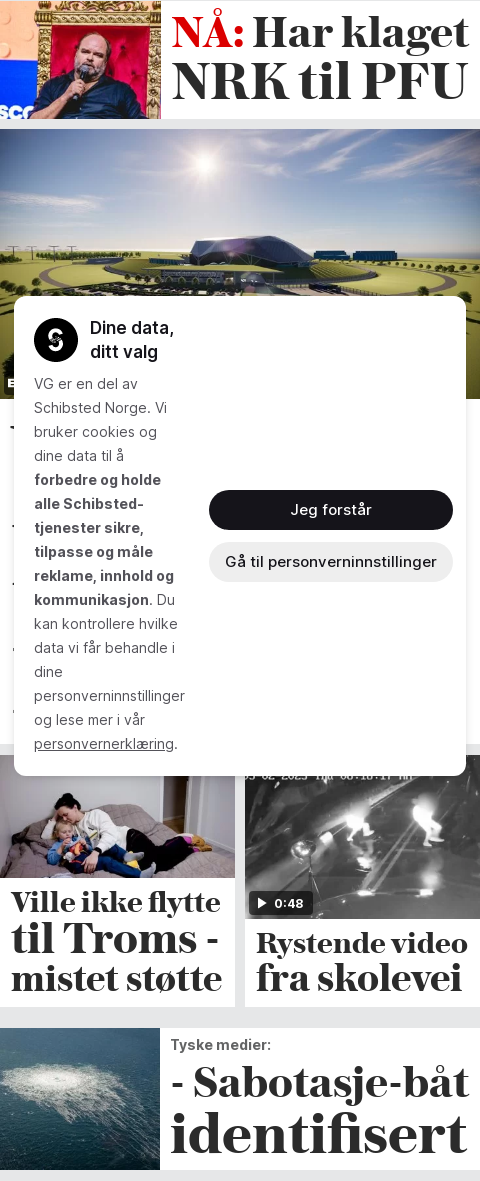 NÅ: Har klaget
NRK til PFU
Dine data,
ditt valg
VG er en del av
Schibsted Norge. Vi
bruker cookies og
dine data til å
forbedre og holde
alle Schibsted-
tjenester sikre,
tilpasse og måle
reklame, innhold og
kommunikasjon. Du
kan kontrollere hvilke
data vi får behandle i
dine
personverninnstillinger
og lese mer i vår
personvernerklæring.
Jeg forstår
Gå til personverninnstillinger
0:48
Ville ikke flytte
til Troms -
mistet støtte
Rystende video
fra skolevei
Tyske medier:
- Sabotasje-båt
identifisert